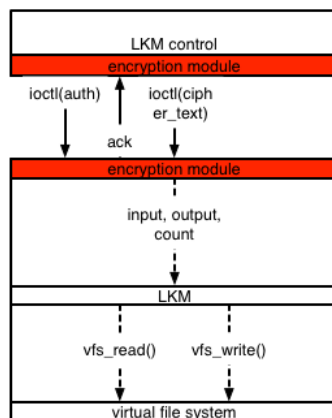 LKM control
encryption module
ioctl(auth)
ioctl(ciph
er_text)
ack
encryption module
input, output,
count
LKM
vfs_read()
vfs_write()
virtual file system